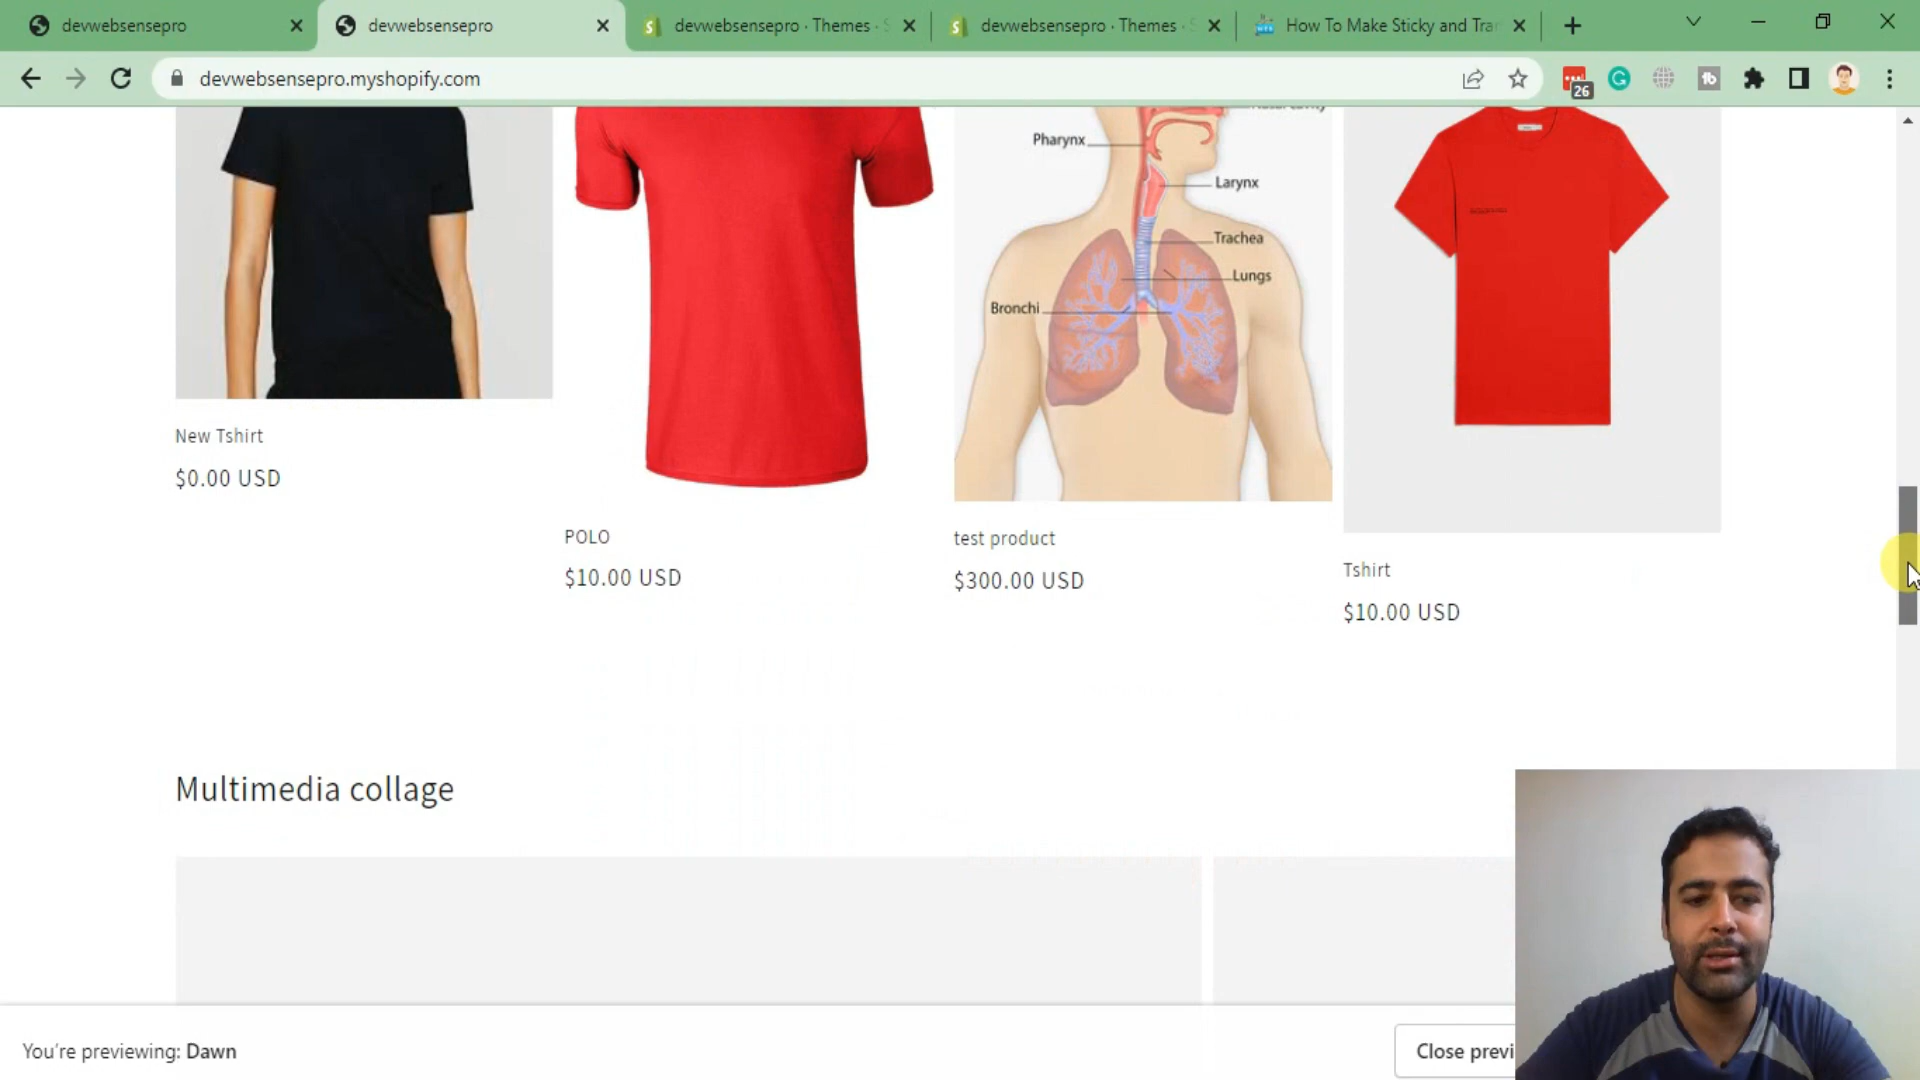 devwebsensepro
devwebsensepro
devwebsensepro · Themes · S
devwebsensepro · Themes · S
How To Make Sticky and Tra
devwebsensepro.myshopify.com
26
Pharynx
Larynx
Trachea
Lungs
Bronchi
New Tshirt
$0.00 USD
POLO
$10.00 USD
test product
$300.00 USD
Tshirt
$10.00 USD
Multimedia collage
You're previewing: Dawn
Close previ